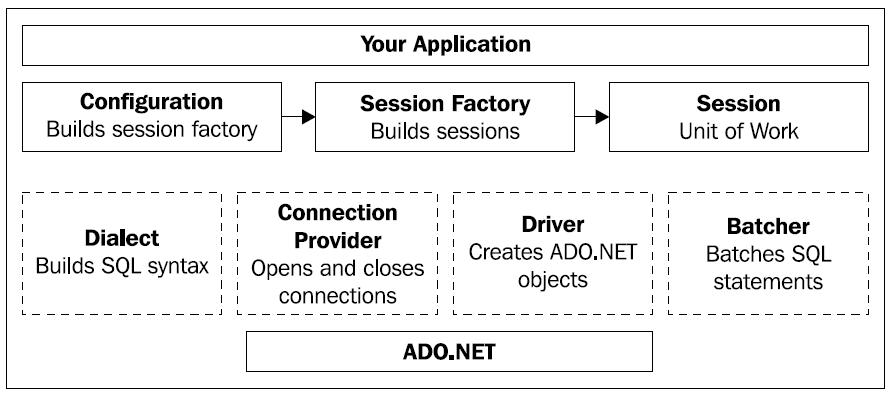 Your Application
Configuration
Builds session factory
Session Factory
Builds sessions
Session
Unit of Work
Dialect
Builds SQL syntax
Connection
Provider
Opens and closes
connections
Driver
Creates ADO.NET
objects
Batcher
Batches SQL
statements
ADO.NET